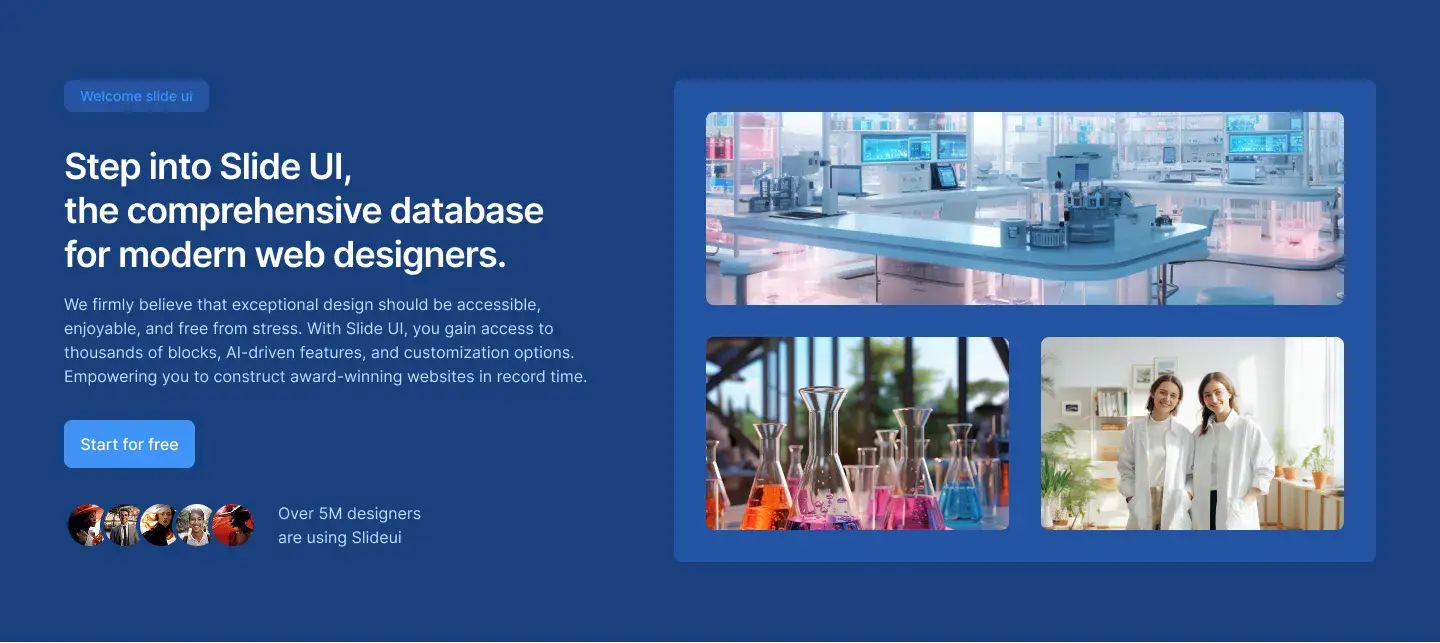 Welcome slide ui
Step into Slide UI,
the comprehensive database
for modern web designers.
We firmly believe that exceptional design should be accessible,
enjoyable, and free from stress. With Slide UI, you gain access to
thousands of blocks, AI-driven features, and customization options.
Empowering you to construct award-winning websites in record time.
Start for free
Over 5M designers
are using Slideui